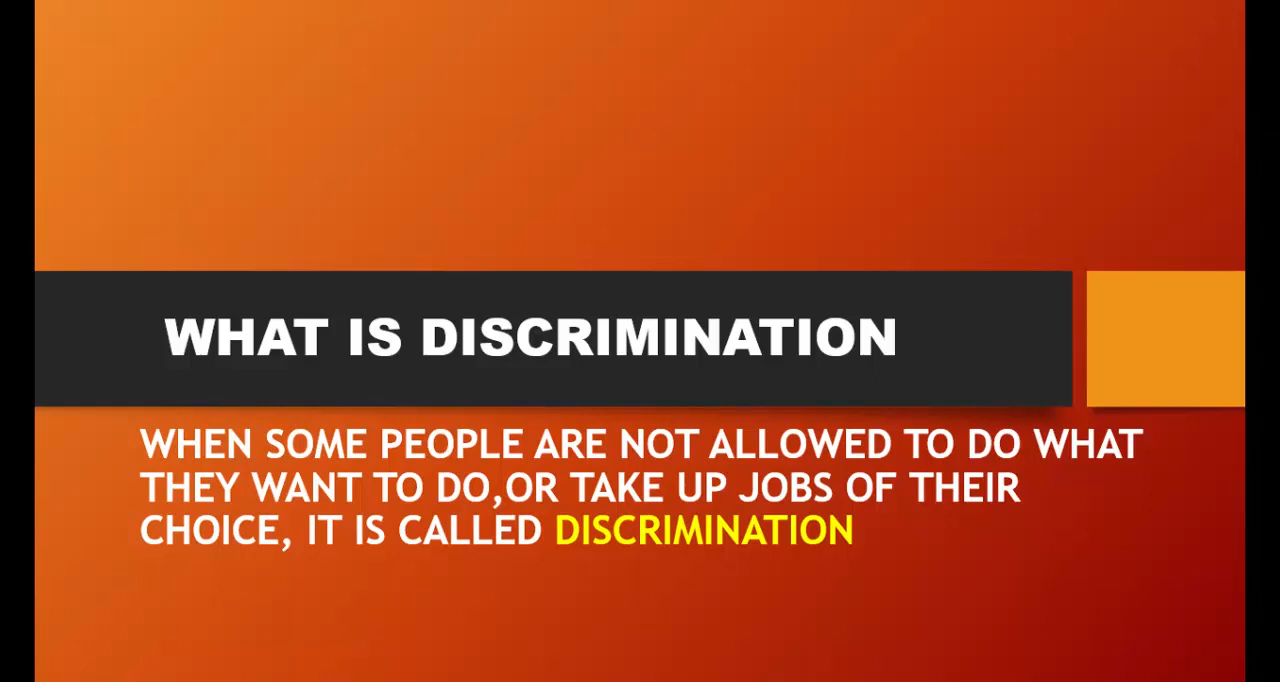 WHAT IS DISCRIMINATION
WHEN SOME PEOPLE ARE NOT ALLOWED TO DO WHAT
THEY WANT TO DO,OR TAKE UP JOBS OF THEIR
CHOICE, IT IS CALLED DISCRIMINATION